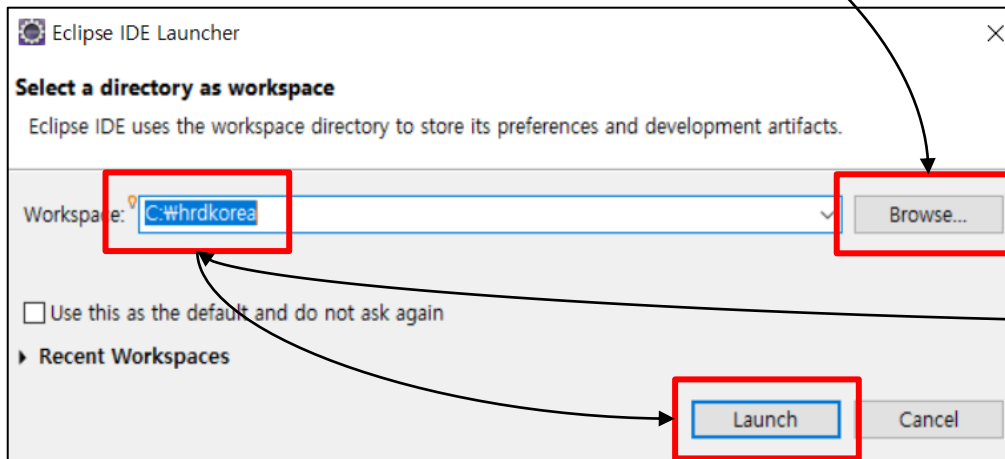 Eclipse IDE Launcher
Select a directory as workspace
Eclipse IDE uses the workspace directory to store its preferences and development artifacts.
Workspace: C:₩hrdkorea Browse...
Use this as the default and do not ask again
Recent Workspaces
Launch Cancel